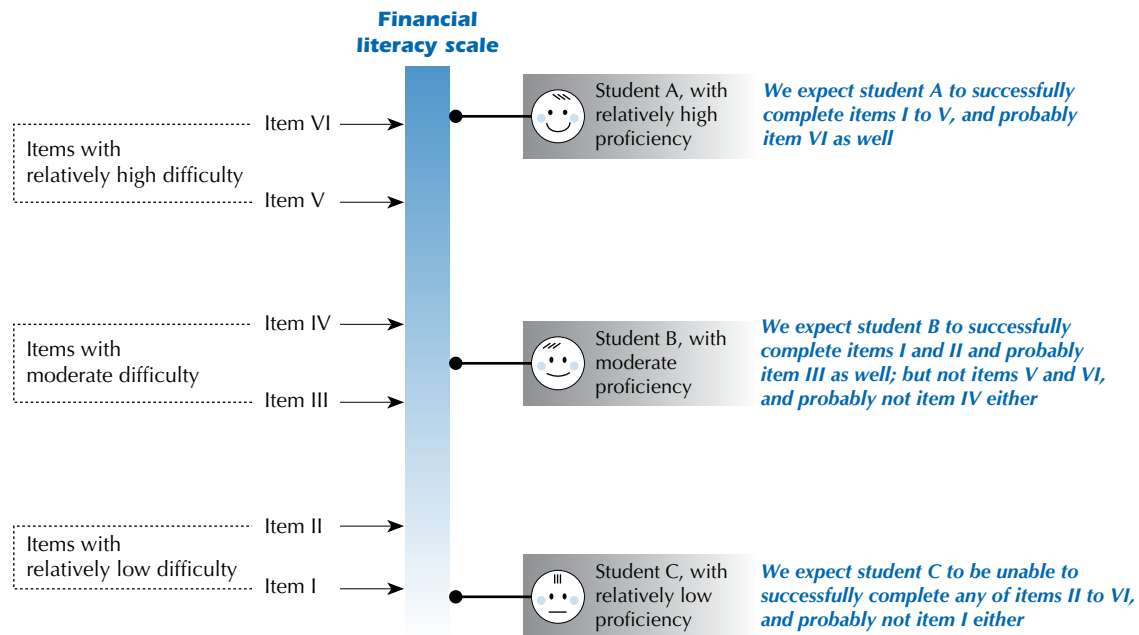 Financial
literacy scale
Item VI
Items with
relatively high difficulty
Item V
Student A, with
relatively high
proficiency
We expect student A to successfully
complete items I to V, and probably
item VI as well
Item IV
Items with
moderate difficulty
Item III
Student B, with
moderate
proficiency
We expect student B to successfully
complete items I and II and probably
item III as well; but not items V and VI,
and probably not item IV either
Item II
Items with
relatively low difficulty
Item I
Student C, with
relatively low
proficiency
We expect student C to be unable to
successfully complete any of items II to VI,
and probably not item I either